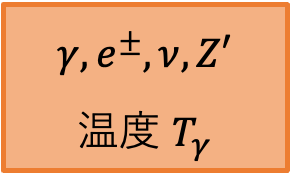 γ, e±, ν, Z′
温度 Tγ